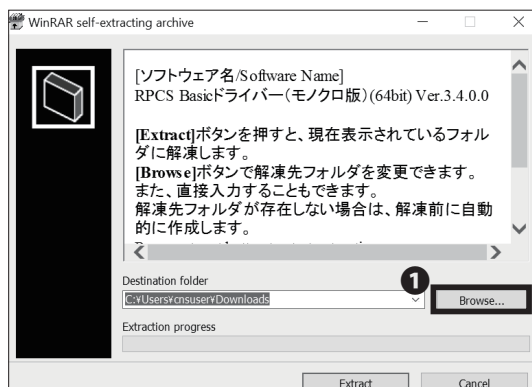 WinRAR self-extracting archive
[ソフトウェア名/Software Name]
RPCS Basicドライバー(モノクロ版)(64bit) Ver.3.4.0.0
[Extract]ボタンを押すと、現在表示されているフォル
ダに解凍します。
[Browse]ボタンで解凍先フォルダを変更できます。
また、直接入力することもできます。
解凍先フォルダが存在しない場合は、解凍前に自動
的に作成します。
Destination folder
1
C:¥Users¥cnsuser¥Downloads
Browse...
Extraction progress
Extract
Cancel